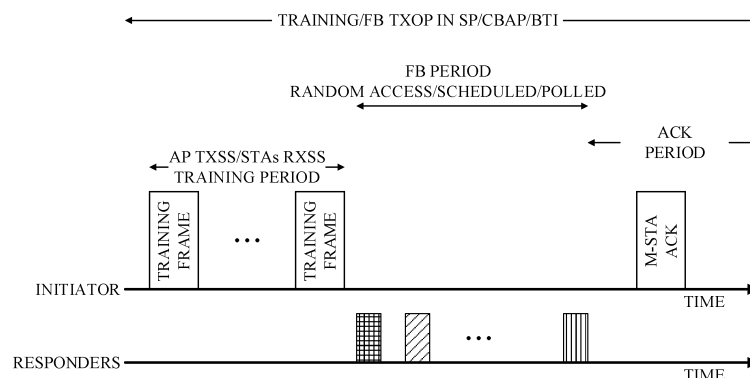 TRAINING/FB TXOP IN SP/CBAP/BTI
FB PERIOD
RANDOM ACCESS/SCHEDULED/POLLED
ACK
PERIOD
AP TXSS/STAs RXSS
TRAINING PERIOD
TRAINING
FRAME
...
TRAINING
FRAME
M-STA
ACK
INITIATOR
TIME
...
RESPONDERS
TIME